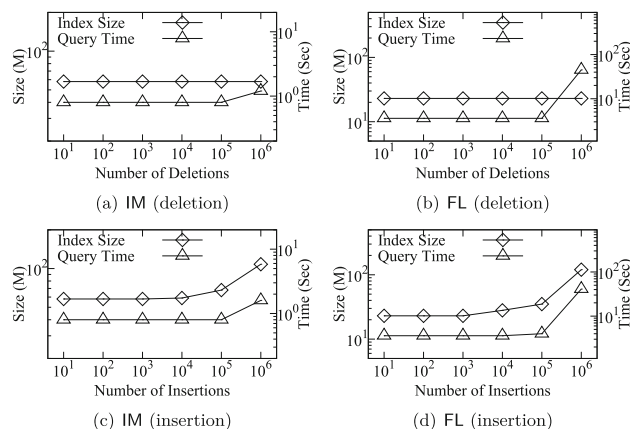 Index Size
Query Time
Size (M)
10^2
10^1
10^0
Time (Sec)
10^1 10^2 10^3 10^4 10^5 10^6
Number of Deletions
(a) IM (deletion)
Index Size
Query Time
Size (M)
10^2
10^1
10^2
10^1
Time (Sec)
10^1 10^2 10^3 10^4 10^5 10^6
Number of Deletions
(b) FL (deletion)
Index Size
Query Time
Size (M)
10^2
10^1
10^0
Time (Sec)
10^1 10^2 10^3 10^4 10^5 10^6
Number of Insertions
(c) IM (insertion)
Index Size
Query Time
Size (M)
10^2
10^1
10^2
10^1
Time (Sec)
10^1 10^2 10^3 10^4 10^5 10^6
Number of Insertions
(d) FL (insertion)